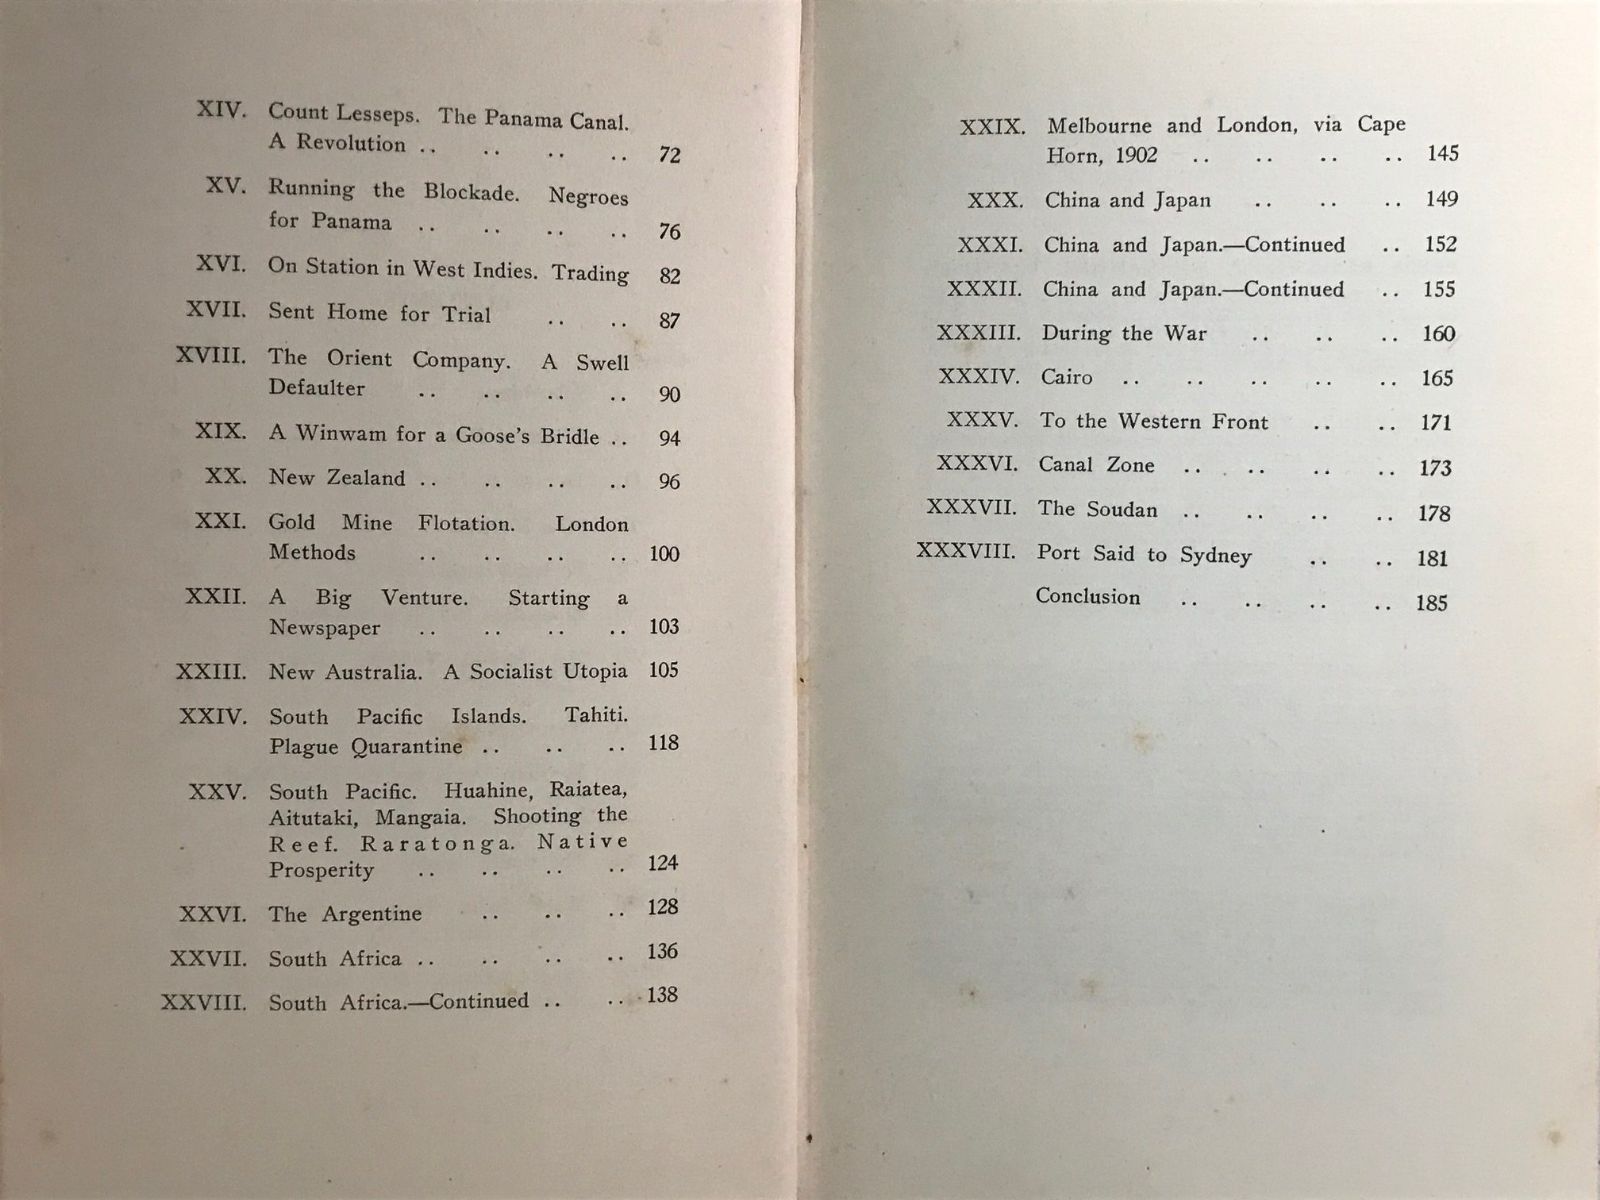 XIV. Count Lesseps. The Panama Canal.
A Revolution .. .. .. .. 72
XV. Running the Blockade. Negroes
for Panama .. .. .. .. 76
XVI. On Station in West Indies. Trading 82
XVII. Sent Home for Trial .. .. 87
XVIII. The Orient Company. A Swell
Defaulter .. .. .. .. 90
XIX. A Winwam for a Goose's Bridle .. 94
XX. New Zealand .. .. .. .. 96
XXI. Gold Mine Flotation. London
Methods .. .. .. .. 100
XXII. A Big Venture. Starting a
Newspaper .. .. .. .. 103
XXIII. New Australia. A Socialist Utopia 105
XXIV. South Pacific Islands. Tahiti.
Plague Quarantine .. .. .. 118
XXV. South Pacific. Huahine, Raiatea,
Aitutaki, Mangaia. Shooting the
Reef. Raratonga. Native
Prosperity .. .. .. .. 124
XXVI. The Argentine .. .. .. 128
XXVII. South Africa .. .. .. .. 136
XXVIII. South Africa.—Continued .. .. 138
XXIX. Melbourne and London, via Cape
Horn, 1902 .. .. .. .. 145
XXX. China and Japan .. .. .. 149
XXXI. China and Japan.—Continued .. 152
XXXII. China and Japan.—Continued .. 155
XXXIII. During the War .. .. .. 160
XXXIV. Cairo .. .. .. .. .. 165
XXXV. To the Western Front .. .. 171
XXXVI. Canal Zone .. .. .. .. 173
XXXVII. The Soudan .. .. .. .. 178
XXXVIII. Port Said to Sydney .. .. 181
Conclusion .. .. .. .. 185